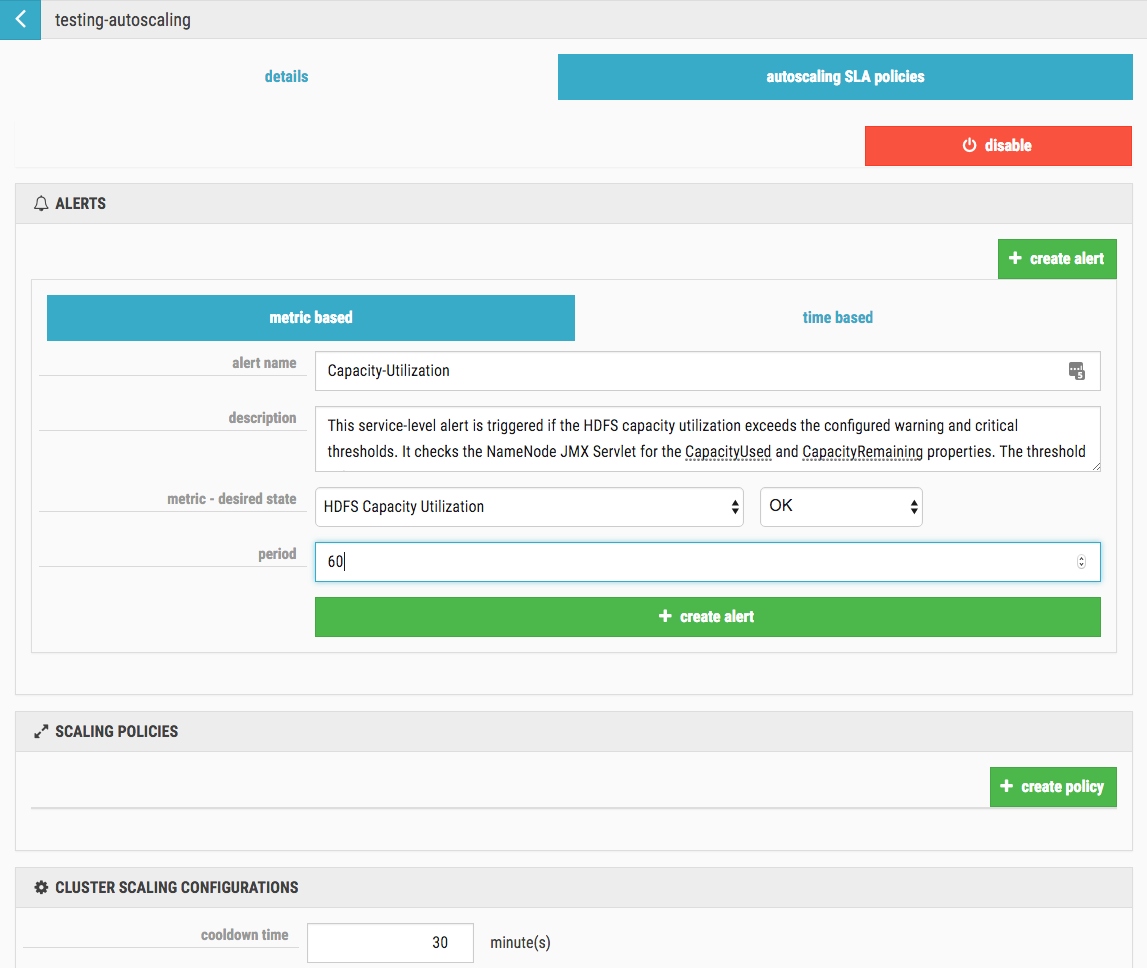 testing-autoscaling
details
autoscaling SLA policies
disable
ALERTS
create alert
metric based
time based
alert name
Capacity-Utilization
description
This service-level alert is triggered if the HDFS capacity utilization exceeds the configured warning and critical
thresholds. It checks the NameNode JMX Servlet for the CapacityUsed and CapacityRemaining properties. The threshold
metric - desired state
HDFS Capacity Utilization
OK
period
60
create alert
SCALING POLICIES
create policy
CLUSTER SCALING CONFIGURATIONS
cooldown time
30
minute(s)